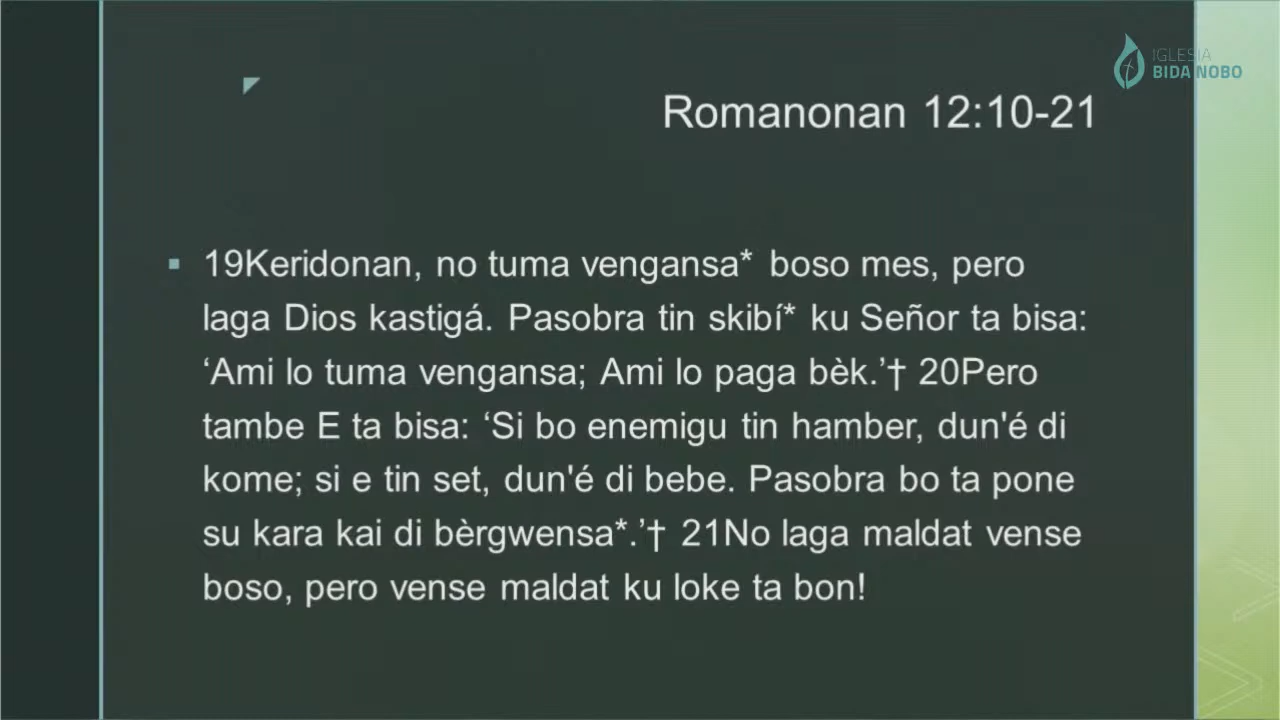 IGLESIA
BIDA NOBO
Romanonan 12:10-21
19Keridonan, no tuma vengansa* boso mes, pero
laga Dios kastigá. Pasobra tin skibí* ku Señor ta bisa:
‘Ami lo tuma vengansa; Ami lo paga bèk.’† 20Pero
tambe E ta bisa: ‘Si bo enemigu tin hamber, dun'é di
kome; si e tin set, dun'é di bebe. Pasobra bo ta pone
su kara kai di bèrgwensa*.’† 21No laga maldat vense
boso, pero vense maldat ku loke ta bon!